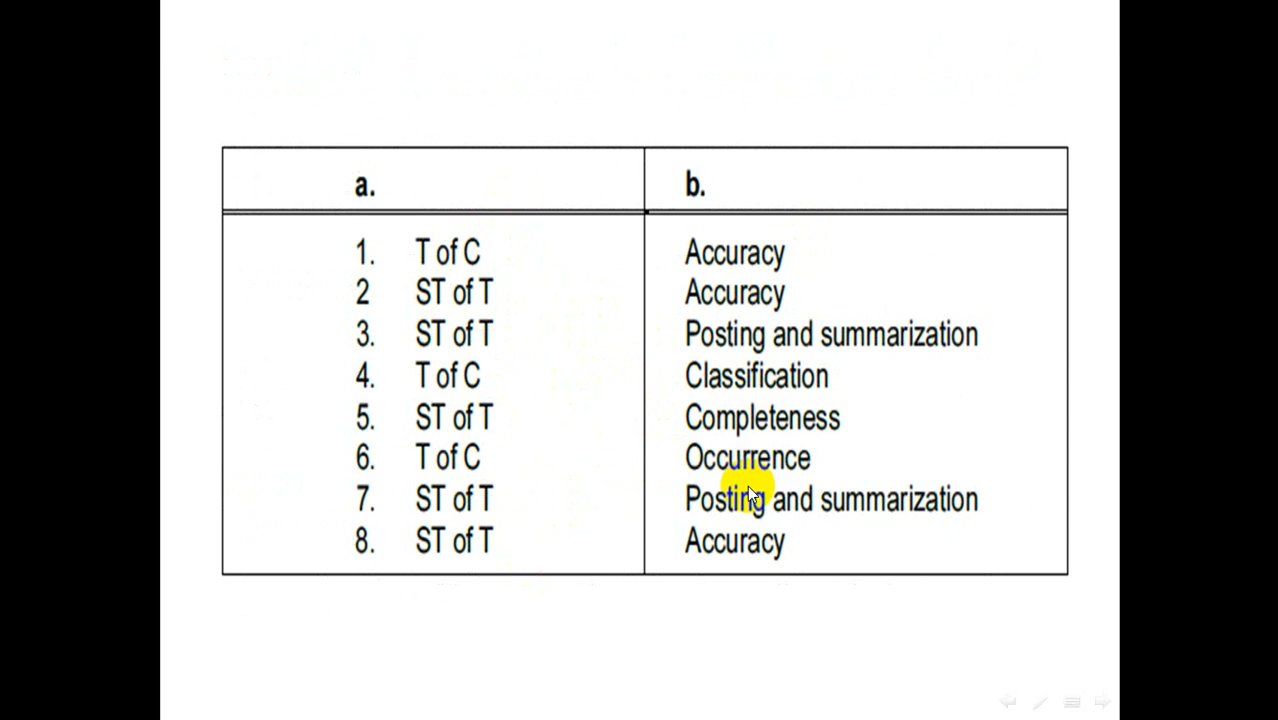 a. b.
1. T of C Accuracy
2 ST of T Accuracy
3. ST of T Posting and summarization
4. T of C Classification
5. ST of T Completeness
6. T of C Occurrence
7. ST of T Posting and summarization
8. ST of T Accuracy